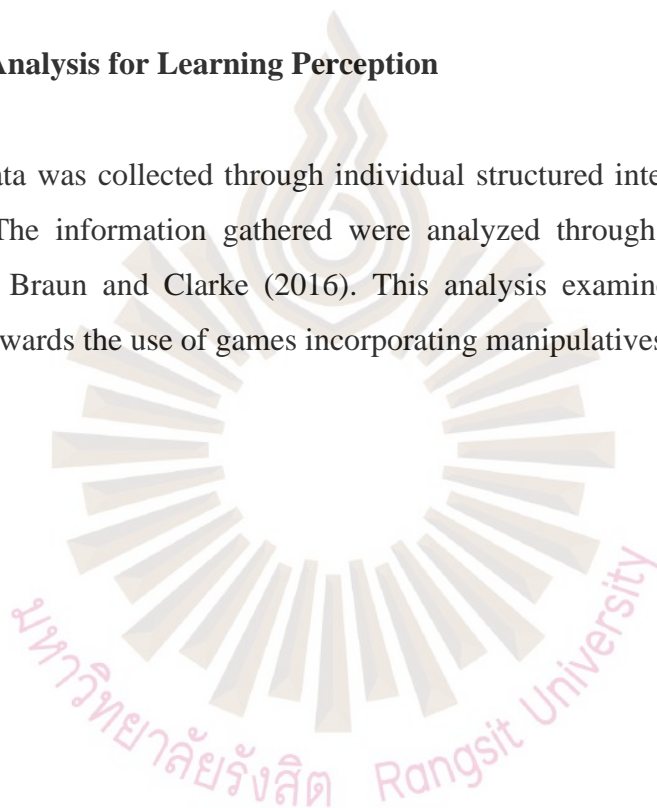 Analysis for Learning Perception
ata was collected through individual structured inte
The information gathered were analyzed through
Braun and Clarke (2016). This analysis examin
wards the use of games incorporating manipulatives
มหาวิทยาลัยรังสิต Rangsit University